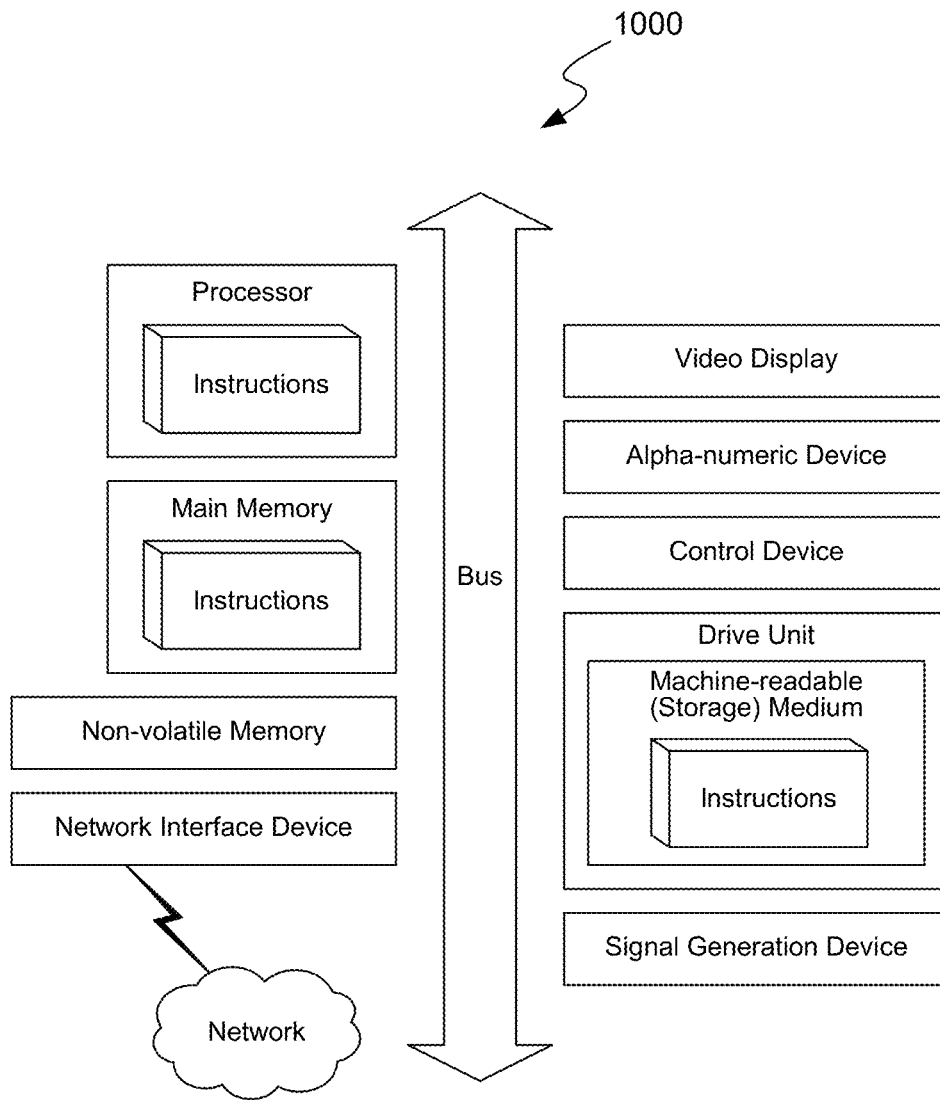 1000
Processor
Instructions
Main Memory
Instructions
Non-volatile Memory
Network Interface Device
Network
Bus
Video Display
Alpha-numeric Device
Control Device
Drive Unit
Machine-readable
(Storage) Medium
Instructions
Signal Generation Device